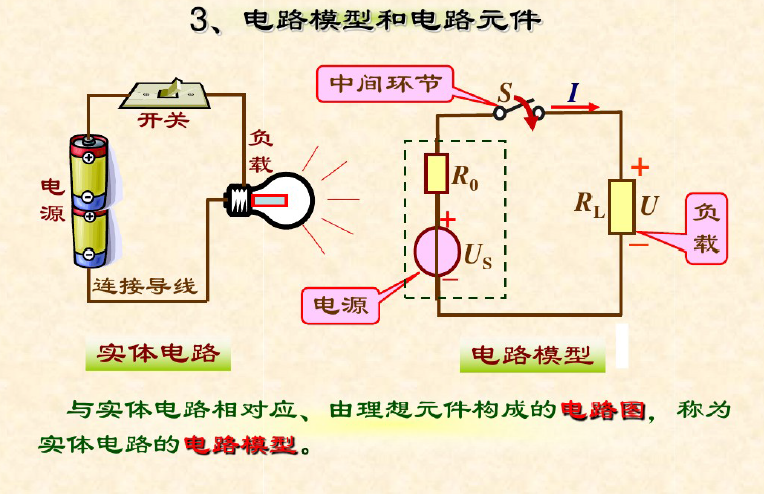 3、电路模型和电路元件
中间环节
S
I
开关
负载
电源
R0
RL
U
负载
US
连接导线
电源
实体电路
电路模型
与实体电路相对应、由理想元件构成的电路图，称为
实体电路的电路模型。